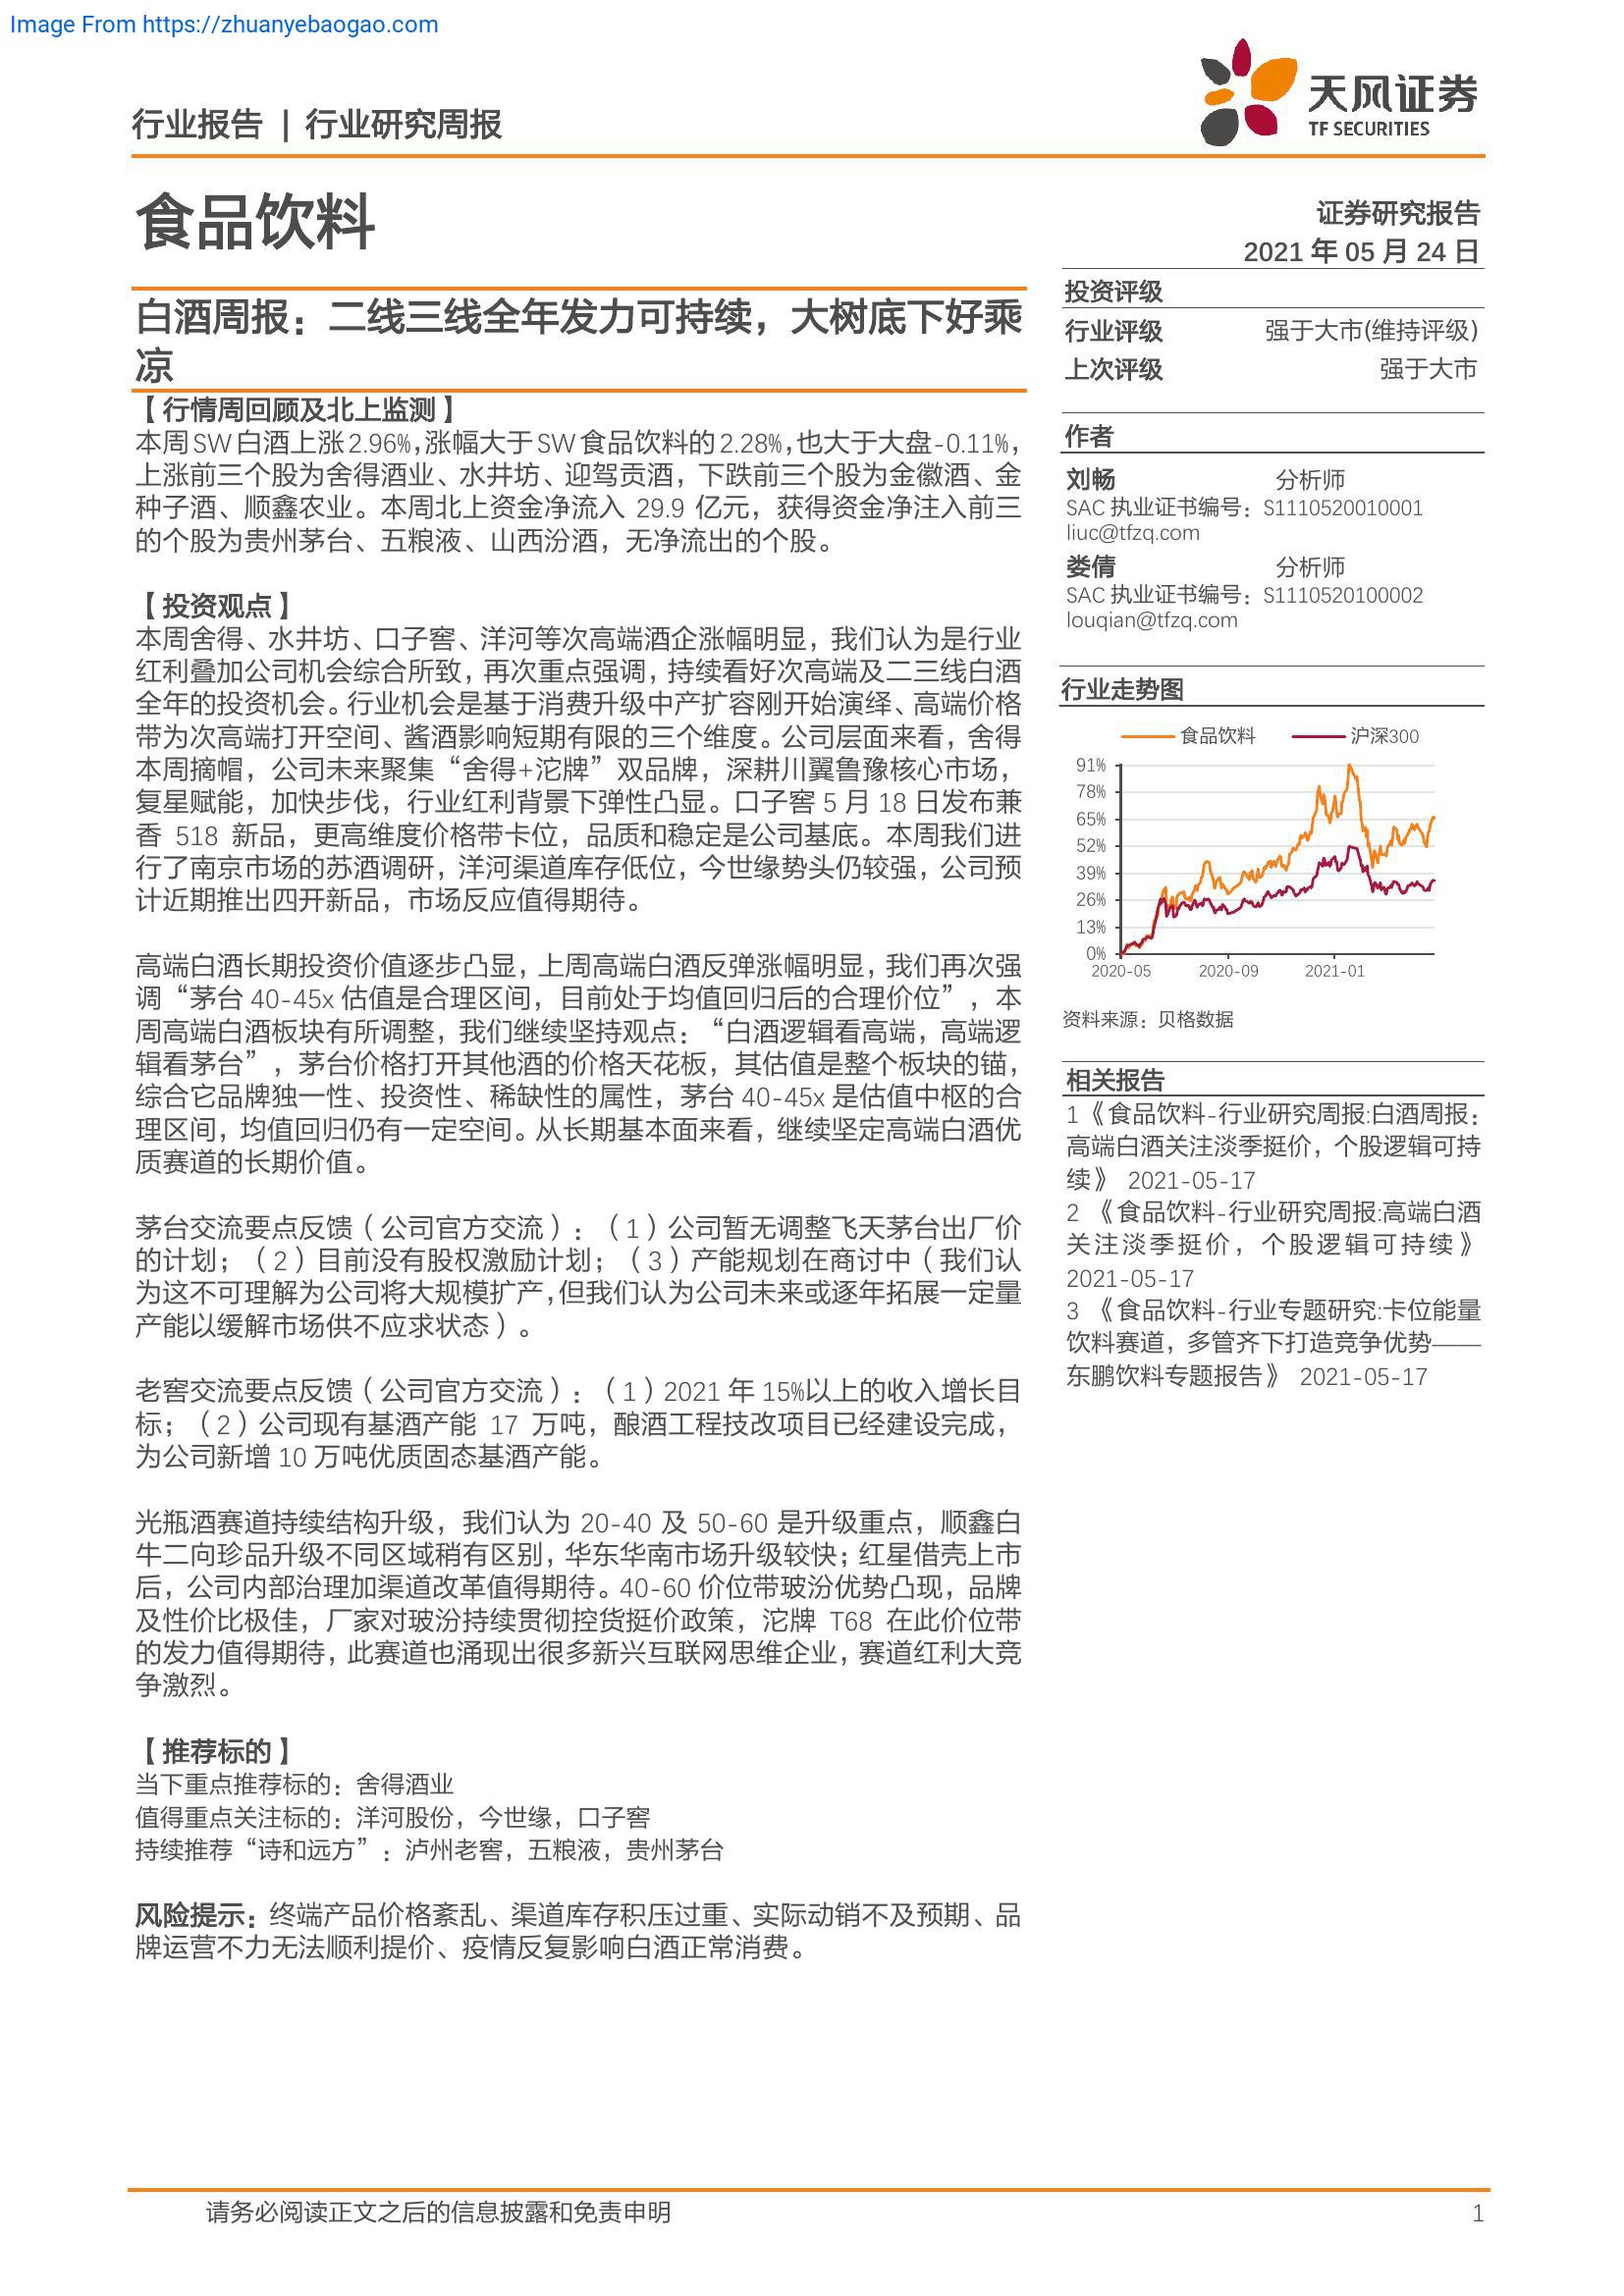 Image From https://zhuanyebaogao.com
行业报告 | 行业研究周报
天风证券
TF SECURITIES
食品饮料
证券研究报告
2021 年 05 月 24 日
白酒周报：二线三线全年发力可持续，大树底下好乘
凉
【行情周回顾及北上监测】
本周 SW 白酒上涨 2.96%，涨幅大于 SW 食品饮料的 2.28%，也大于大盘-0.11%，
上涨前三个股为舍得酒业、水井坊、迎驾贡酒，下跌前三个股为金徽酒、金
种子酒、顺鑫农业。本周北上资金净流入 29.9 亿元，获得资金净注入前三
的个股为贵州茅台、五粮液、山西汾酒，无净流出的个股。
【投资观点】
本周舍得、水井坊、口子窖、洋河等次高端酒企涨幅明显，我们认为是行业
红利叠加公司机会综合所致，再次重点强调，持续看好次高端及二三线白酒
全年的投资机会。行业机会是基于消费升级中产扩容刚开始演绎、高端价格
带为次高端打开空间、酱酒影响短期有限的三个维度。公司层面来看，舍得
本周摘帽，公司未来聚集“舍得+沱牌”双品牌，深耕川翼鲁豫核心市场，
复星赋能，加快步伐，行业红利背景下弹性凸显。口子窖 5 月 18 日发布兼
香 518 新品，更高维度价格带卡位，品质和稳定是公司基底。本周我们进
行了南京市场的苏酒调研，洋河渠道库存低位，今世缘势头仍较强，公司预
计近期推出四开新品，市场反应值得期待。
高端白酒长期投资价值逐步凸显，上周高端白酒反弹涨幅明显，我们再次强
调“茅台 40-45x 估值是合理区间，目前处于均值回归后的合理价位”，本
周高端白酒板块有所调整，我们继续坚持观点：“白酒逻辑看高端，高端逻
辑看茅台”，茅台价格打开其他酒的价格天花板，其估值是整个板块的锚，
综合它品牌独一性、投资性、稀缺性的属性，茅台 40-45x 是估值中枢的合
理区间，均值回归仍有一定空间。从长期基本面来看，继续坚定高端白酒优
质赛道的长期价值。
茅台交流要点反馈（公司官方交流）：（1）公司暂无调整飞天茅台出厂价
的计划；（2）目前没有股权激励计划；（3）产能规划在商讨中（我们认
为这不可理解为公司将大规模扩产，但我们认为公司未来或逐年拓展一定量
产能以缓解市场供不应求状态）。
老窖交流要点反馈（公司官方交流）：（1）2021 年 15%以上的收入增长目
标；（2）公司现有基酒产能 17 万吨，酿酒工程技改项目已经建设完成，
为公司新增 10 万吨优质固态基酒产能。
光瓶酒赛道持续结构升级，我们认为 20-40 及 50-60 是升级重点，顺鑫白
牛二向珍品升级不同区域稍有区别，华东华南市场升级较快；红星借壳上市
后，公司内部治理加渠道改革值得期待。40-60 价位带玻汾优势凸现，品牌
及性价比极佳，厂家对玻汾持续贯彻控货挺价政策，沱牌 T68 在此价位带
的发力值得期待，此赛道也涌现出很多新兴互联网思维企业，赛道红利大竞
争激烈。
【推荐标的】
当下重点推荐标的：舍得酒业
值得重点关注标的：洋河股份，今世缘，口子窖
持续推荐“诗和远方”：泸州老窖，五粮液，贵州茅台
风险提示：终端产品价格紊乱、渠道库存积压过重、实际动销不及预期、品
牌运营不力无法顺利提价、疫情反复影响白酒正常消费。
投资评级
行业评级 强于大市(维持评级)
上次评级 强于大市
作者
刘畅 分析师
SAC 执业证书编号：S1110520010001
liuc@tfzq.com
娄倩 分析师
SAC 执业证书编号：S1110520100002
louqian@tfzq.com
行业走势图
食品饮料 沪深300
91%
78%
65%
52%
39%
26%
13%
0%
2020-05 2020-09 2021-01
资料来源：贝格数据
相关报告
1《食品饮料-行业研究周报:白酒周报：
高端白酒关注淡季挺价，个股逻辑可持
续》 2021-05-17
2 《食品饮料-行业研究周报:高端白酒
关注淡季挺价，个股逻辑可持续》
2021-05-17
3 《食品饮料-行业专题研究:卡位能量
饮料赛道，多管齐下打造竞争优势——
东鹏饮料专题报告》 2021-05-17
请务必阅读正文之后的信息披露和免责申明 1